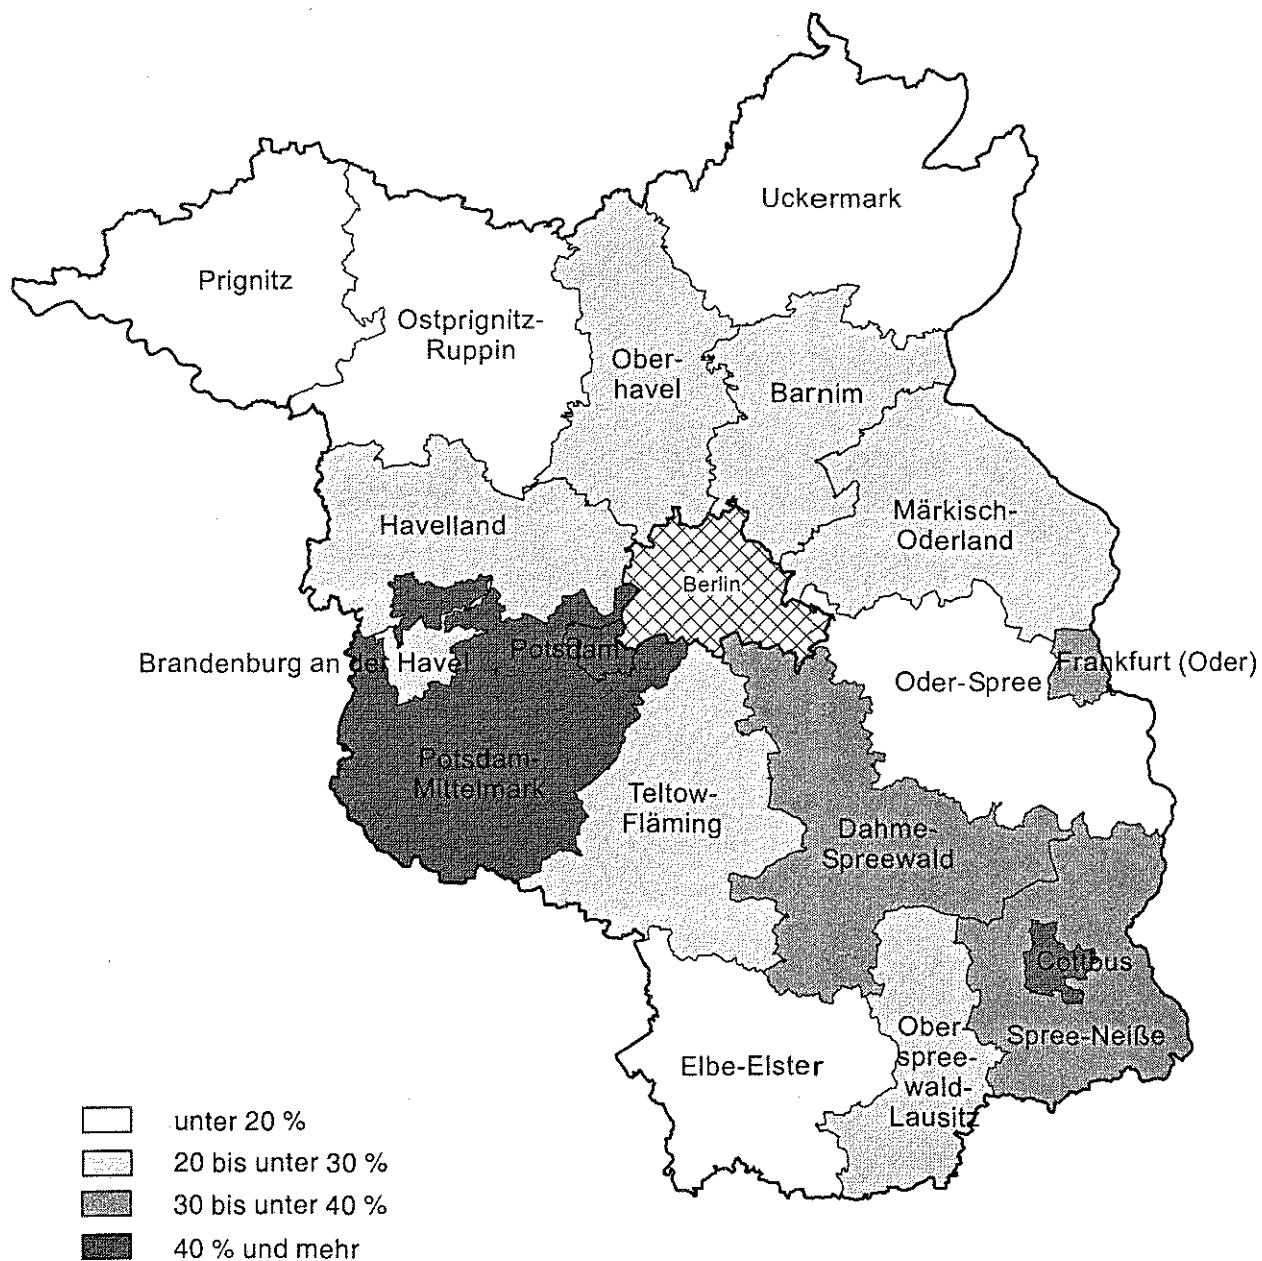 Uckermark
Prignitz
Ostprignitz-
Ruppin
Ober-
havel
Barnim
Havelland
Märkisch-
Oderland
Berlin
Brandenburg an der Havel
Potsdam
Frankfurt (Oder)
Oder-Spree
Potsdam-
Mittelmark
Teltow-
Fläming
Dahme-
Spreewald
Cottbus
Spree-Neiße
Ober-
spree-
wald-
Lausitz
Elbe-Elster
unter 20 %
20 bis unter 30 %
30 bis unter 40 %
40 % und mehr